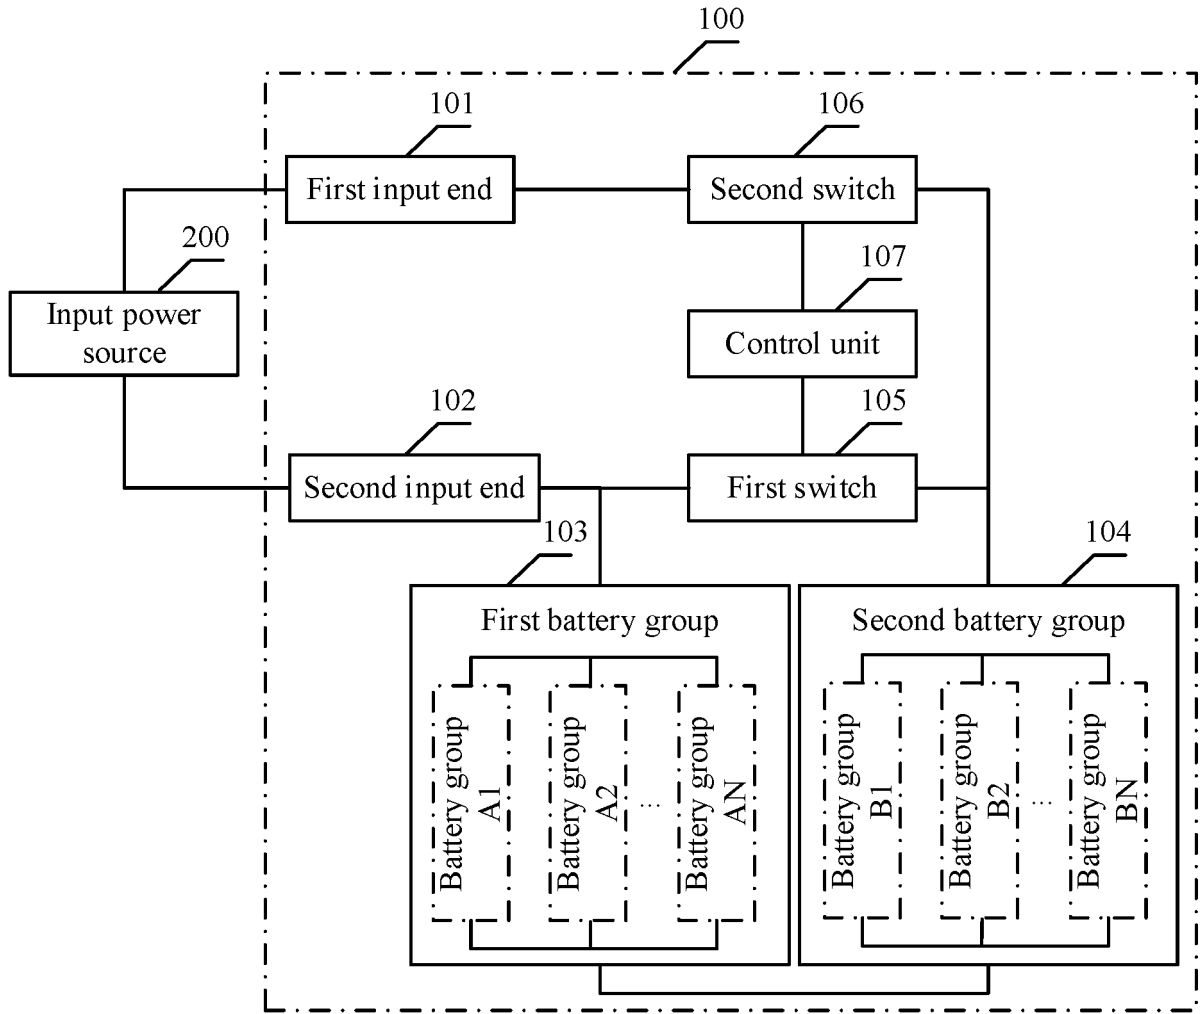 100
101
106
First input end
Second switch
200
107
Input power
source
Control unit
102
105
Second input end
First switch
103
104
First battery group
Second battery group
Battery group
A1
Battery group
A2
...
Battery group
AN
Battery group
B1
Battery group
B2
...
Battery group
BN